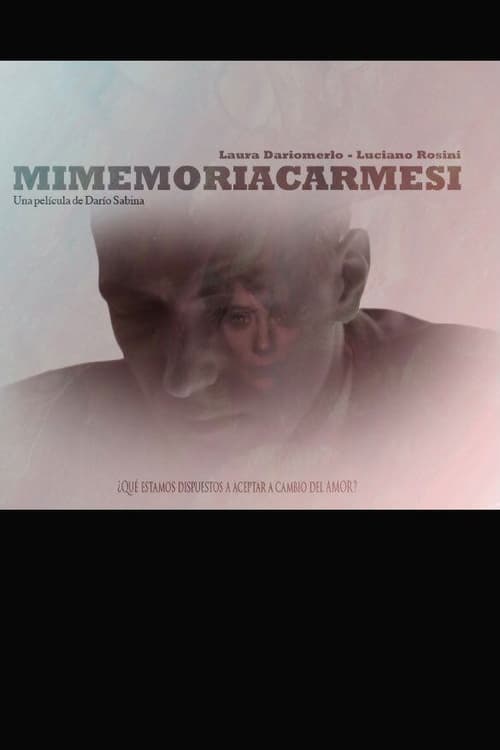 Laura Dariomerlo - Luciano Rosini
MIMEMORIACARMESI
Una película de Darío Sabina
¿QUÉ ESTAMOS DISPUESTOS A ACEPTAR A CAMBIO DEL AMOR?